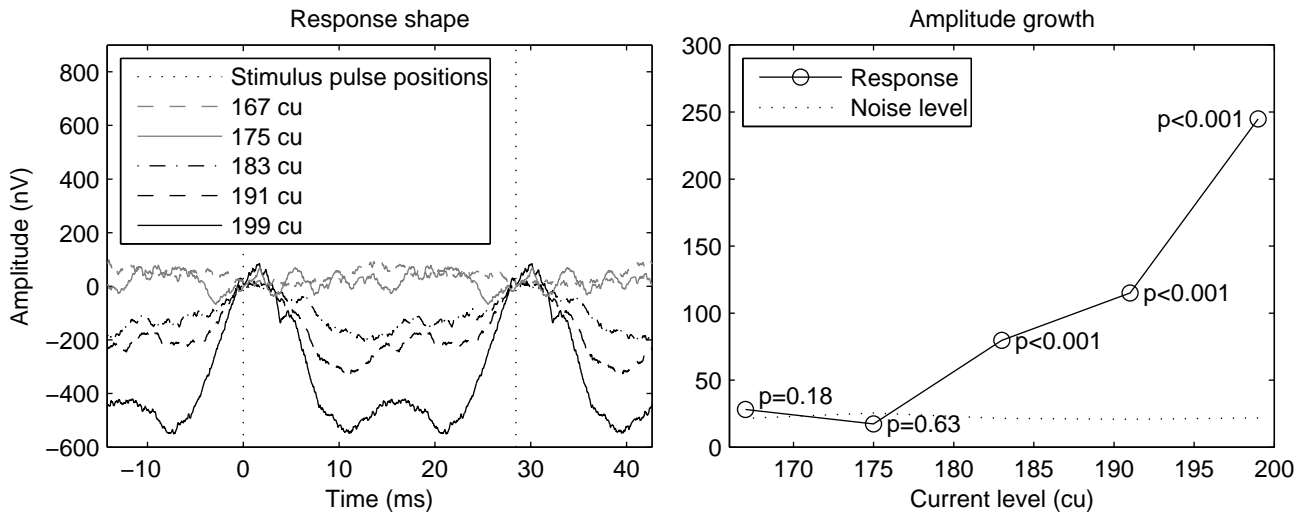 Response shape
Amplitude (nV)
800
600
400
200
0
−200
−400
−600
Stimulus pulse positions
167 cu
175 cu
183 cu
191 cu
199 cu
−10
0
10
20
30
40
Time (ms)
Amplitude growth
300
250
200
150
100
50
0
Response
Noise level
p<0.001
p<0.001
p<0.001
p=0.18
p=0.63
170
175
180
185
190
195
200
Current level (cu)